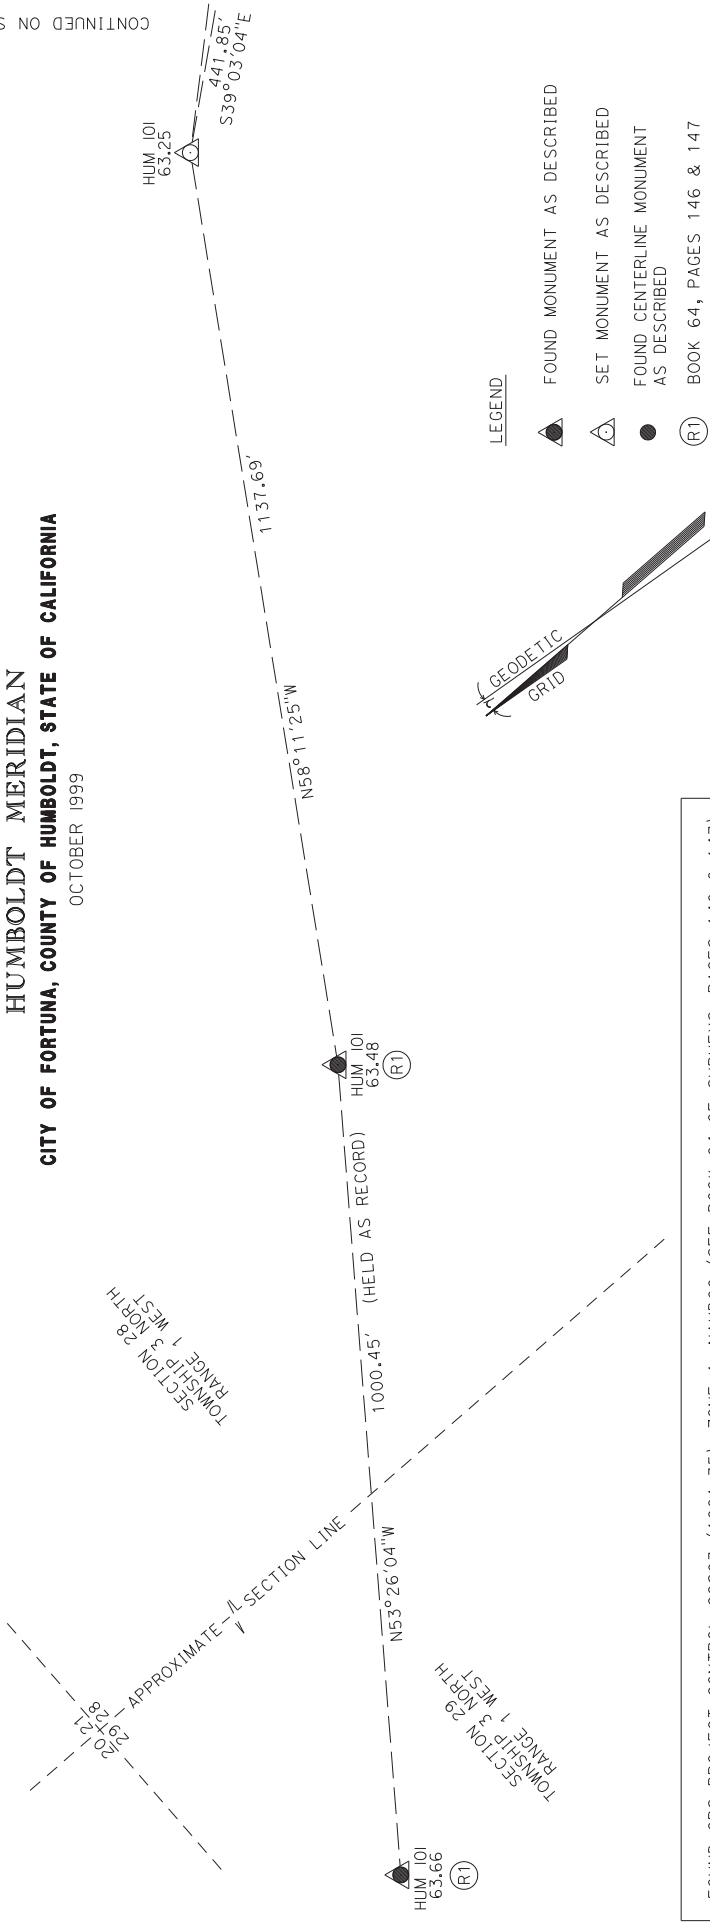 HUMBOLDT MERIDIAN
CITY OF FORTUNA, COUNTY OF HUMBOLDT, STATE OF CALIFORNIA
OCTOBER 1999
CONTINUED ON S
20
21
29
28
APPROXIMATE SECTION LINE
SECTION 28
TOWNSHIP 3 NORTH
RANGE 1 WEST
SECTION 29
TOWNSHIP 3 NORTH
RANGE 1 WEST
HUM 101
63.66
R1
N53°26'04"W
1000.45' (HELD AS RECORD)
HUM 101
63.48
R1
N58°11'25"W
1137.69'
HUM 101
63.25
441.85'
S39°03'04"E
GEODETIC
GRID
LEGEND
FOUND MONUMENT AS DESCRIBED
SET MONUMENT AS DESCRIBED
FOUND CENTERLINE MONUMENT
AS DESCRIBED
R1 BOOK 64, PAGES 146 & 147